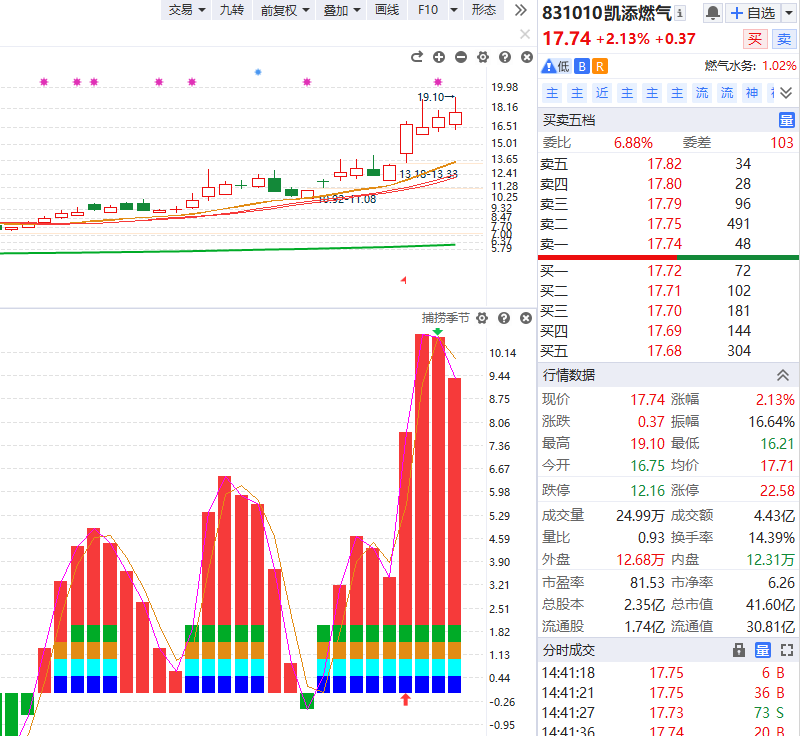 交易 九转 前复权 叠加 画线 F10 形态
19.98
19.10
18.16
16.51
15.01
13.65
13.18-13.33
12.41
11.28
10.92-11.08
10.25
9.32
8.47
7.70
7.00
6.37
5.79
捕捞季节
10.14
9.44
8.75
8.06
7.36
6.67
5.98
5.29
4.59
3.90
3.21
2.51
1.82
1.13
0.44
-0.26
-0.95
831010凯添燃气 自选
17.74 +2.13% +0.37 买 卖
低 B R 燃气水务: 1.02%
主 主 近 主 主 主 流 流 神
买卖五档 量
委比 6.88% 委差 103
卖五 17.82 34
卖四 17.80 28
卖三 17.79 96
卖二 17.75 491
卖一 17.74 48
买一 17.72 72
买二 17.71 102
买三 17.70 181
买四 17.69 144
买五 17.68 304
行情数据
现价 17.74 涨幅 2.13%
涨跌 0.37 振幅 16.64%
最高 19.10 最低 16.21
今开 16.75 均价 17.71
跌停 12.16 涨停 22.58
成交量 24.99万 成交额 4.43亿
量比 0.93 换手率 14.39%
外盘 12.68万 内盘 12.31万
市盈率 81.53 市净率 6.26
总股本 2.35亿 总市值 41.60亿
流通股 1.74亿 流通值 30.81亿
分时成交 量
14:41:18 17.75 6 B
14:41:21 17.75 36 B
14:41:27 17.73 73 S
14:41:36 17.74 20 B